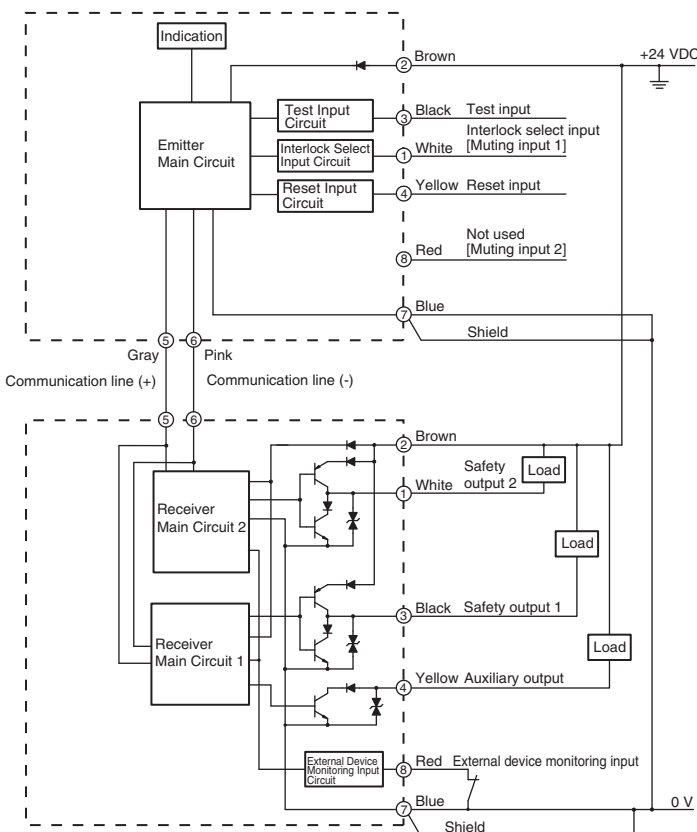 Indication
② Brown
+24 VDC
Emitter
Main Circuit
Test Input
Circuit
③ Black Test input
Interlock Select
Input Circuit
① White Interlock select input
[Muting input 1]
Reset Input
Circuit
④ Yellow Reset input
⑧ Red Not used
[Muting input 2]
⑦ Blue
Shield
⑤ ⑥
Gray Pink
Communication line (+) Communication line (-)
⑤ ⑥
② Brown
Receiver
Main Circuit 2
① White Safety
output 2
Load
Load
Receiver
Main Circuit 1
③ Black Safety output 1
Load
④ Yellow Auxiliary output
External Device
Monitoring Input
Circuit
⑧ Red External device monitoring input
⑦ Blue
0 V
Shield